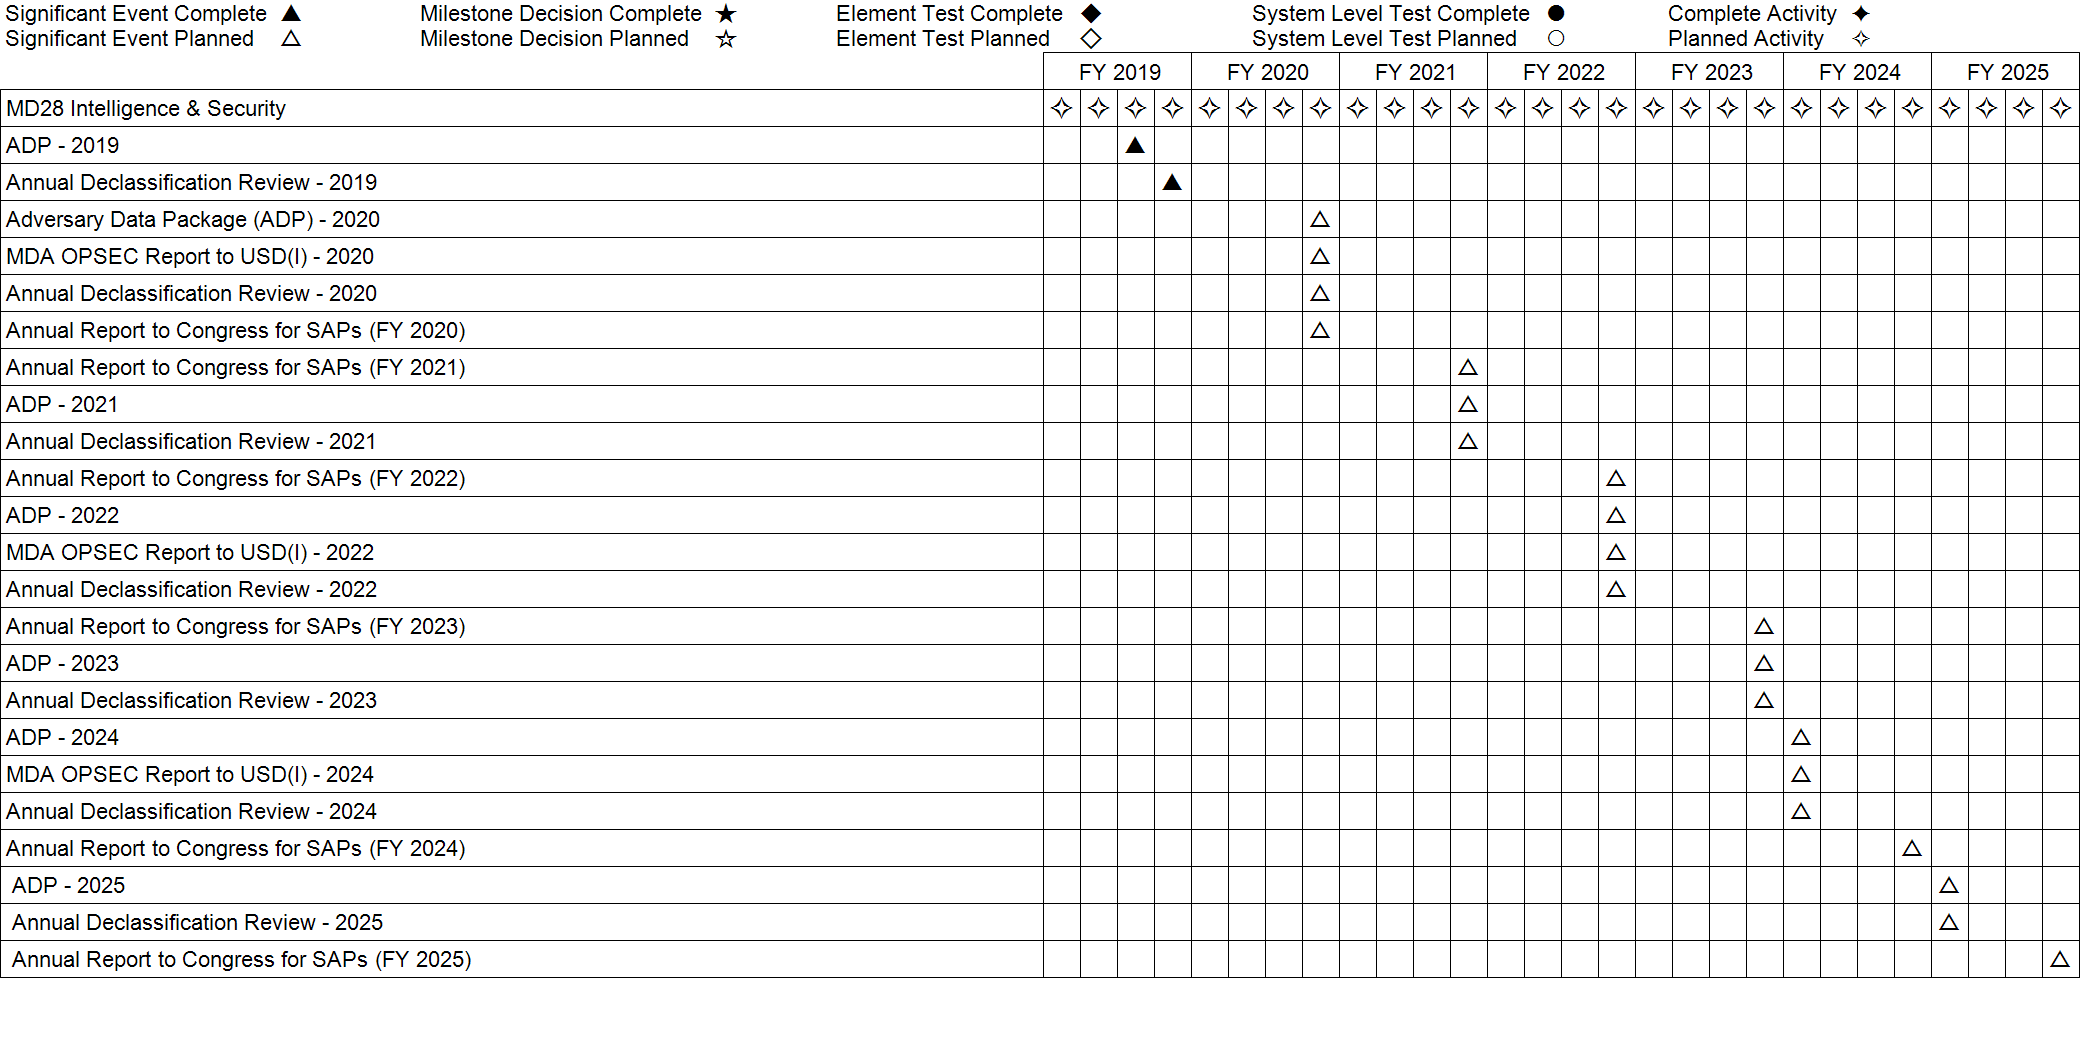 Significant Event Complete ▲ Milestone Decision Complete ★ Element Test Complete ◆ System Level Test Complete ● Complete Activity ✦
Significant Event Planned △ Milestone Decision Planned ☆ Element Test Planned ◇ System Level Test Planned ○ Planned Activity ✧
FY 2019 FY 2020 FY 2021 FY 2022 FY 2023 FY 2024 FY 2025
MD28 Intelligence & Security
ADP - 2019
Annual Declassification Review - 2019
Adversary Data Package (ADP) - 2020
MDA OPSEC Report to USD(I) - 2020
Annual Declassification Review - 2020
Annual Report to Congress for SAPs (FY 2020)
Annual Report to Congress for SAPs (FY 2021)
ADP - 2021
Annual Declassification Review - 2021
Annual Report to Congress for SAPs (FY 2022)
ADP - 2022
MDA OPSEC Report to USD(I) - 2022
Annual Declassification Review - 2022
Annual Report to Congress for SAPs (FY 2023)
ADP - 2023
Annual Declassification Review - 2023
ADP - 2024
MDA OPSEC Report to USD(I) - 2024
Annual Declassification Review - 2024
Annual Report to Congress for SAPs (FY 2024)
ADP - 2025
Annual Declassification Review - 2025
Annual Report to Congress for SAPs (FY 2025)